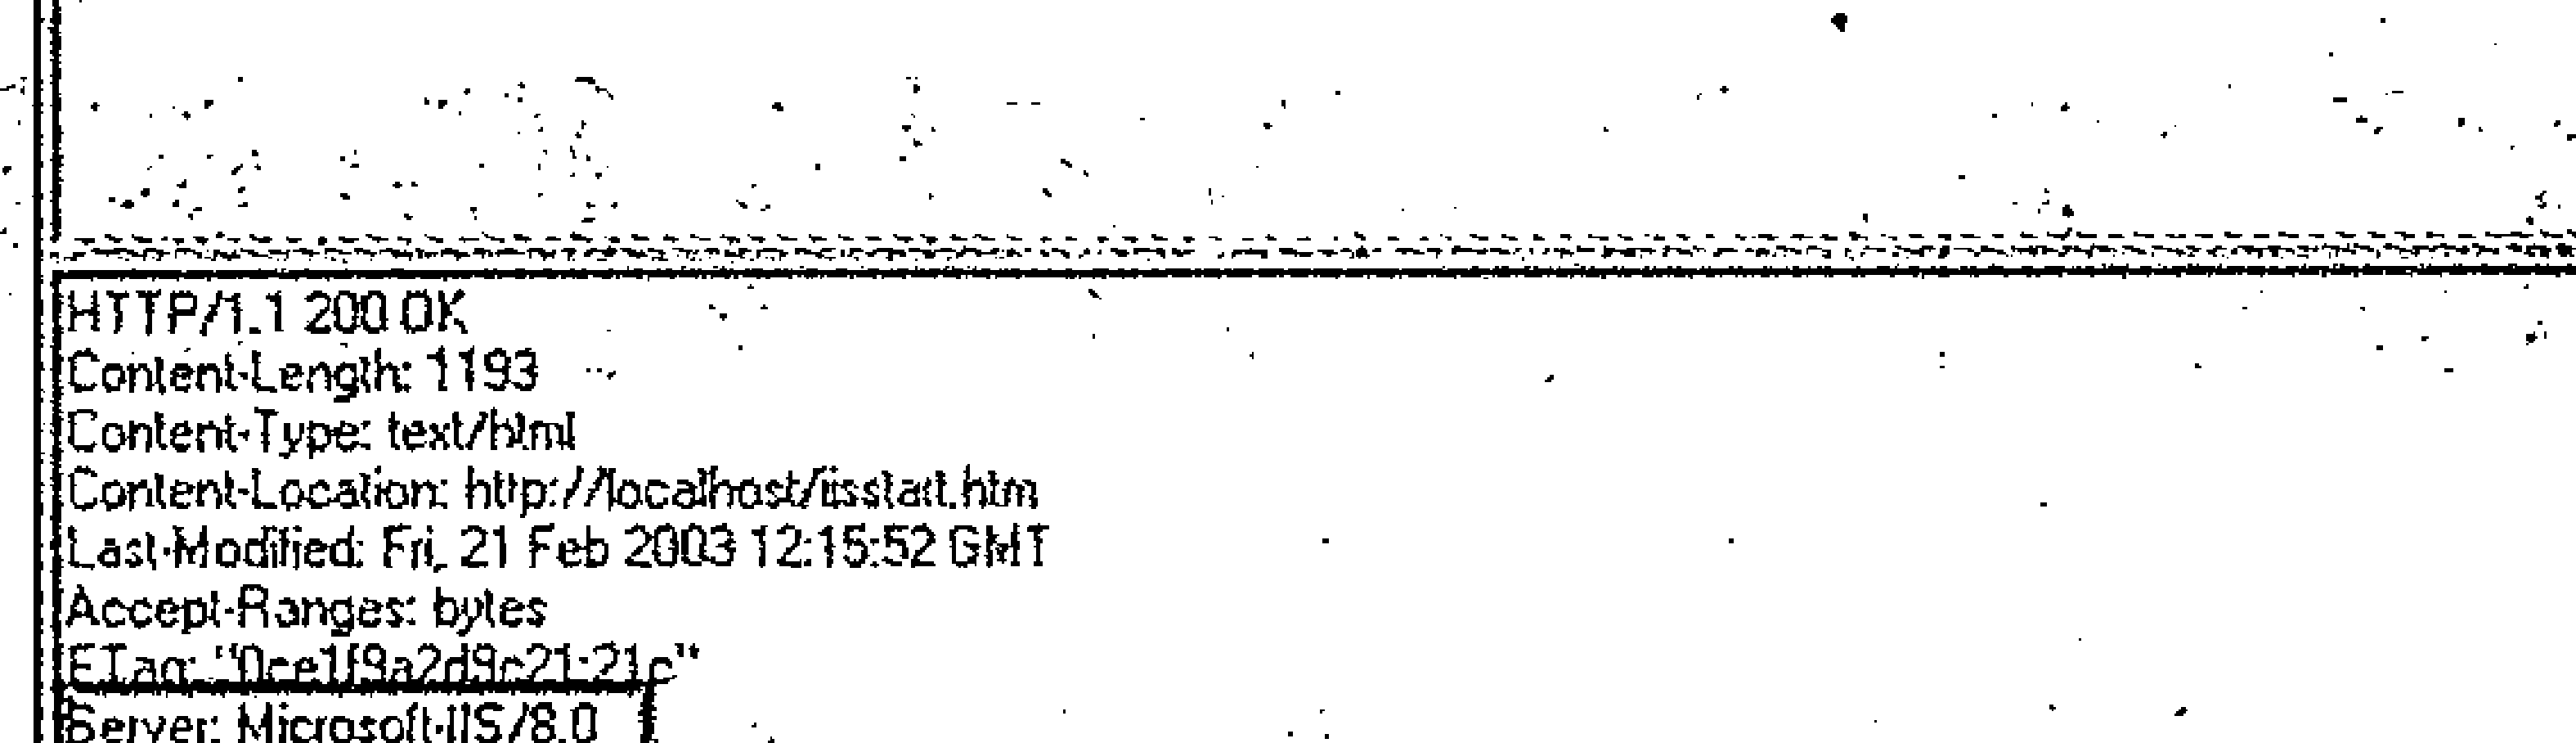 HTTP/1.1 200 OK
Content-Length: 1193
Content-Type: text/html
Content-Location: http://localhost/iisstart.htm
Last-Modified: Fri, 21 Feb 2003 12:15:52 GMT
Accept-Ranges: bytes
ETag: "0ce1f9a2d9c21:21c"
Server: Microsoft-IIS/8.0